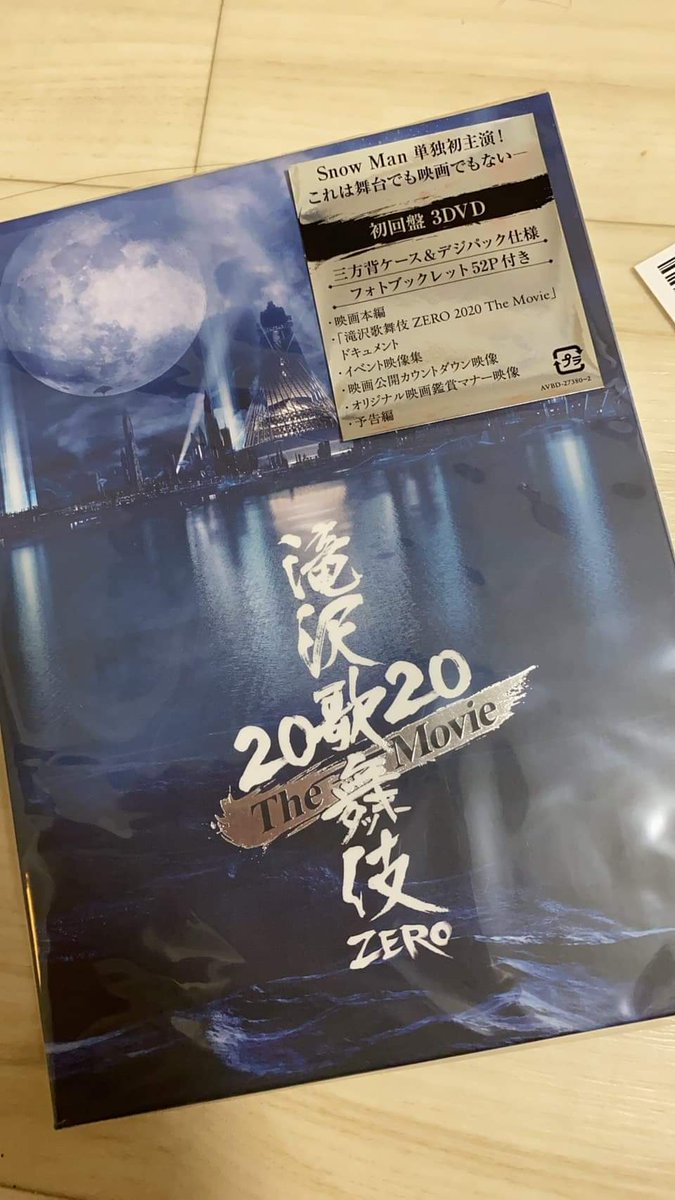 Snow Man 単独初主演!
これは舞台でも映画でもない―
初回盤 3DVD
三方背ケース&デジパック仕様
フォトブックレット52P付き
・映画本編
・「滝沢歌舞伎 ZERO 2020 The Movie」
ドキュメント
・イベント映像集
・映画公開カウントダウン映像
・オリジナル映画鑑賞マナー映像
・予告編
プラ
AVBD-27380~2
滝沢歌舞伎
2020
The Movie
ZERO